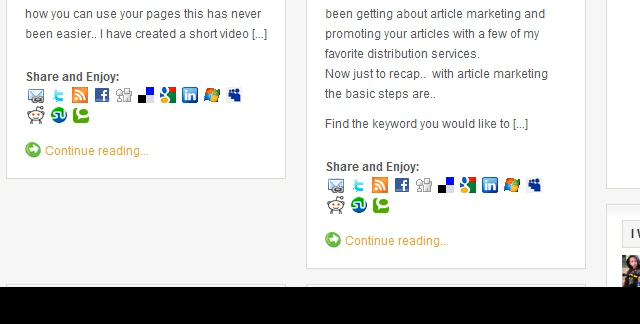 how you can use your pages this has never
been easier.. I have created a short video [...]
Share and Enjoy:
Continue reading...
been getting about article marketing and
promoting your articles with a few of my
favorite distribution services.
Now just to recap.. with article marketing
the basic steps are..
Find the keyword you would like to [...]
Share and Enjoy:
Continue reading...
I W